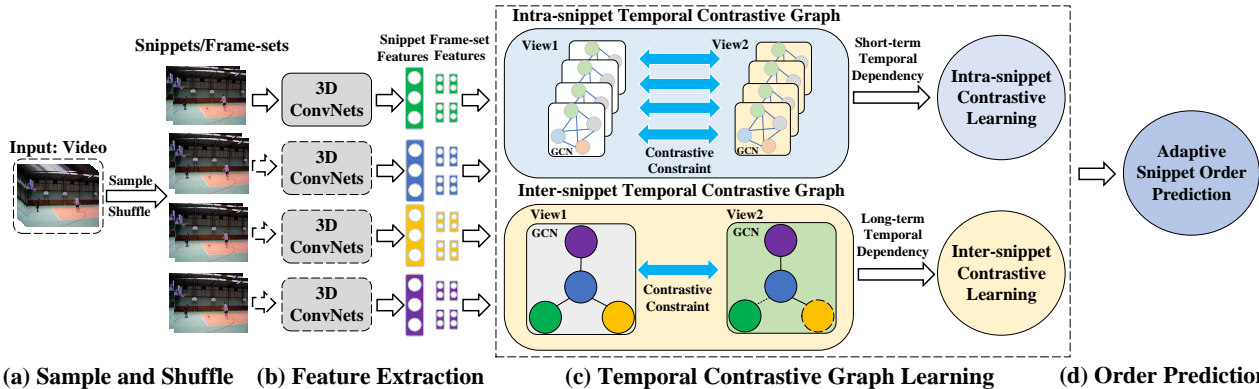 Intra-snippet Temporal Contrastive Graph
Snippets/Frame-sets
Snippet Features
Frame-set Features
View1
View2
GCN
GCN
Contrastive
Constraint
Short-term
Temporal
Dependency
Intra-snippet
Contrastive
Learning
3D
ConvNets
3D
ConvNets
3D
ConvNets
3D
ConvNets
Input: Video
Sample
Shuffle
Inter-snippet Temporal Contrastive Graph
View1
GCN
View2
GCN
Contrastive
Constraint
Long-term
Temporal
Dependency
Inter-snippet
Contrastive
Learning
Adaptive
Snippet Order
Prediction
(a) Sample and Shuffle
(b) Feature Extraction
(c) Temporal Contrastive Graph Learning
(d) Order Prediction